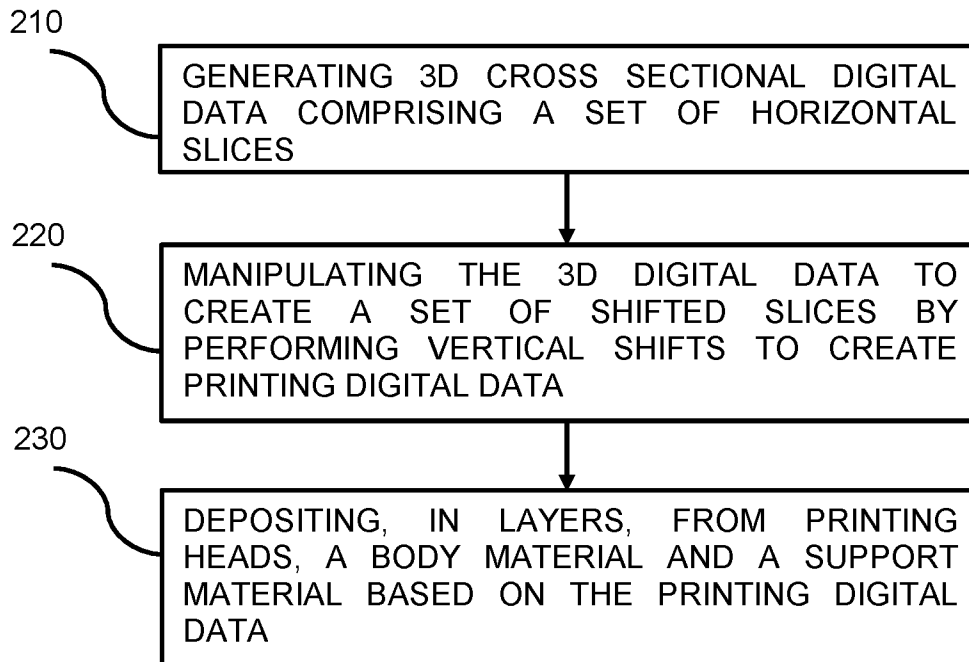 210
GENERATING 3D CROSS SECTIONAL DIGITAL
DATA COMPRISING A SET OF HORIZONTAL
SLICES
220
MANIPULATING THE 3D DIGITAL DATA TO
CREATE A SET OF SHIFTED SLICES BY
PERFORMING VERTICAL SHIFTS TO CREATE
PRINTING DIGITAL DATA
230
DEPOSITING, IN LAYERS, FROM PRINTING
HEADS, A BODY MATERIAL AND A SUPPORT
MATERIAL BASED ON THE PRINTING DIGITAL
DATA